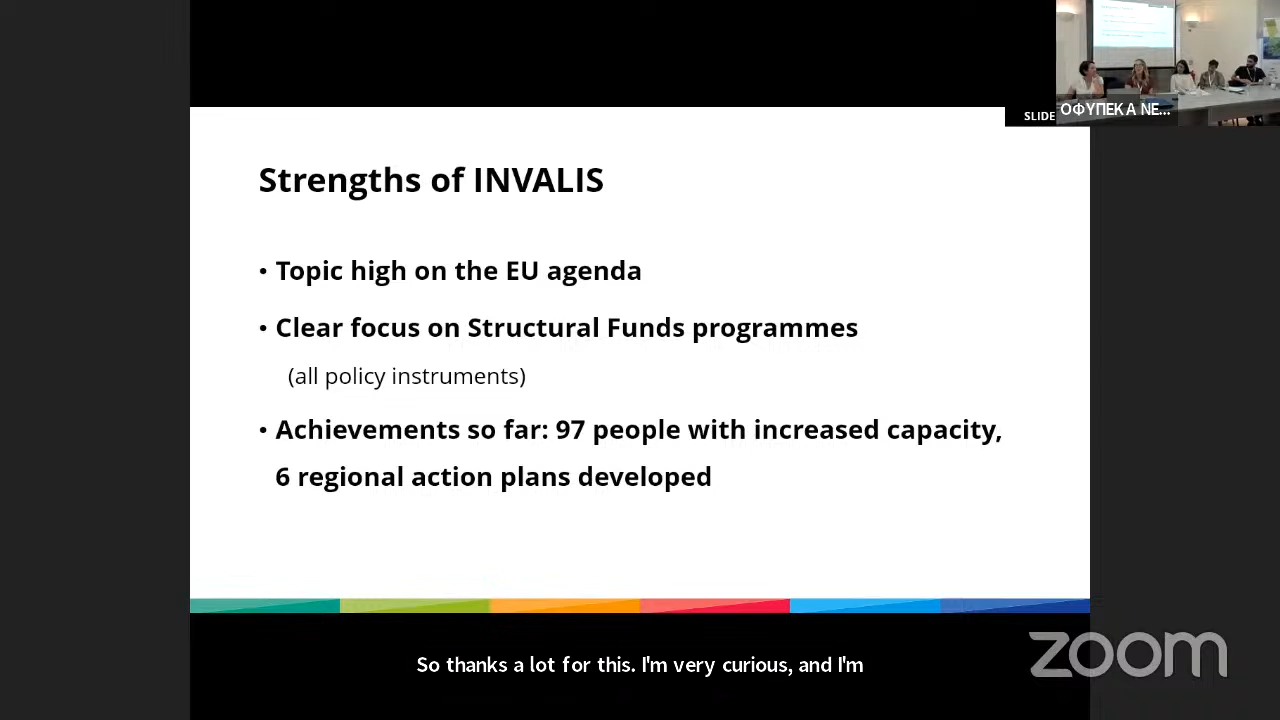 SLIDE
ΟΦΥΠΕΚΑ ΝΕ...
Strengths of INVALIS
• Topic high on the EU agenda
• Clear focus on Structural Funds programmes
(all policy instruments)
• Achievements so far: 97 people with increased capacity,
6 regional action plans developed
So thanks a lot for this. I'm very curious, and I'm
zoom